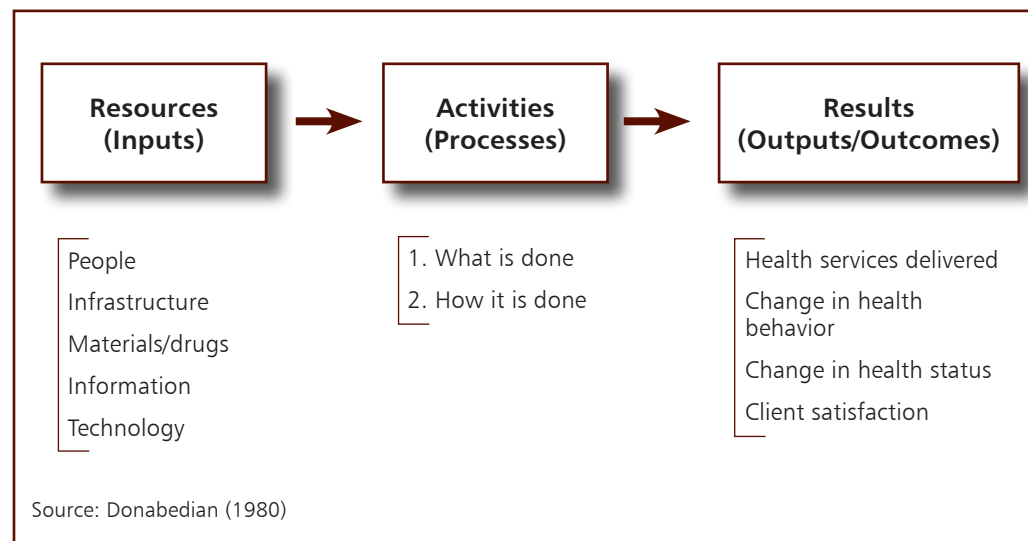 Resources
(Inputs)
Activities
(Processes)
Results
(Outputs/Outcomes)
People
Infrastructure
Materials/drugs
Information
Technology
1. What is done
2. How it is done
Health services delivered
Change in health
behavior
Change in health status
Client satisfaction
Source: Donabedian (1980)